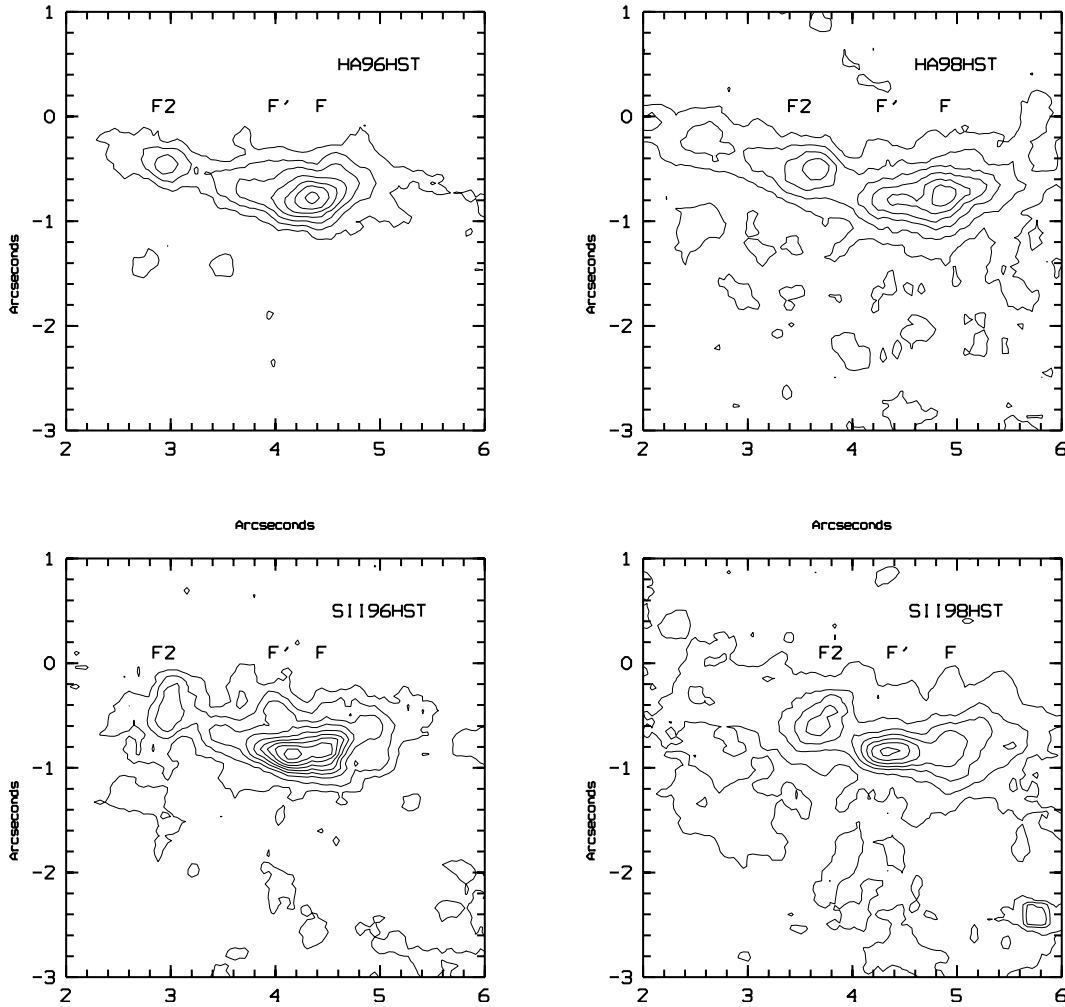 1
HA96HST
F2 F' F
0
-1
-2
-3
2 3 4 5 6
Arcseconds
Arcseconds
1
HA98HST
F2 F' F
0
-1
-2
-3
2 3 4 5 6
Arcseconds
Arcseconds
1
SII96HST
F2 F' F
0
-1
-2
-3
2 3 4 5 6
Arcseconds
1
SII98HST
F2 F' F
0
-1
-2
-3
2 3 4 5 6
Arcseconds